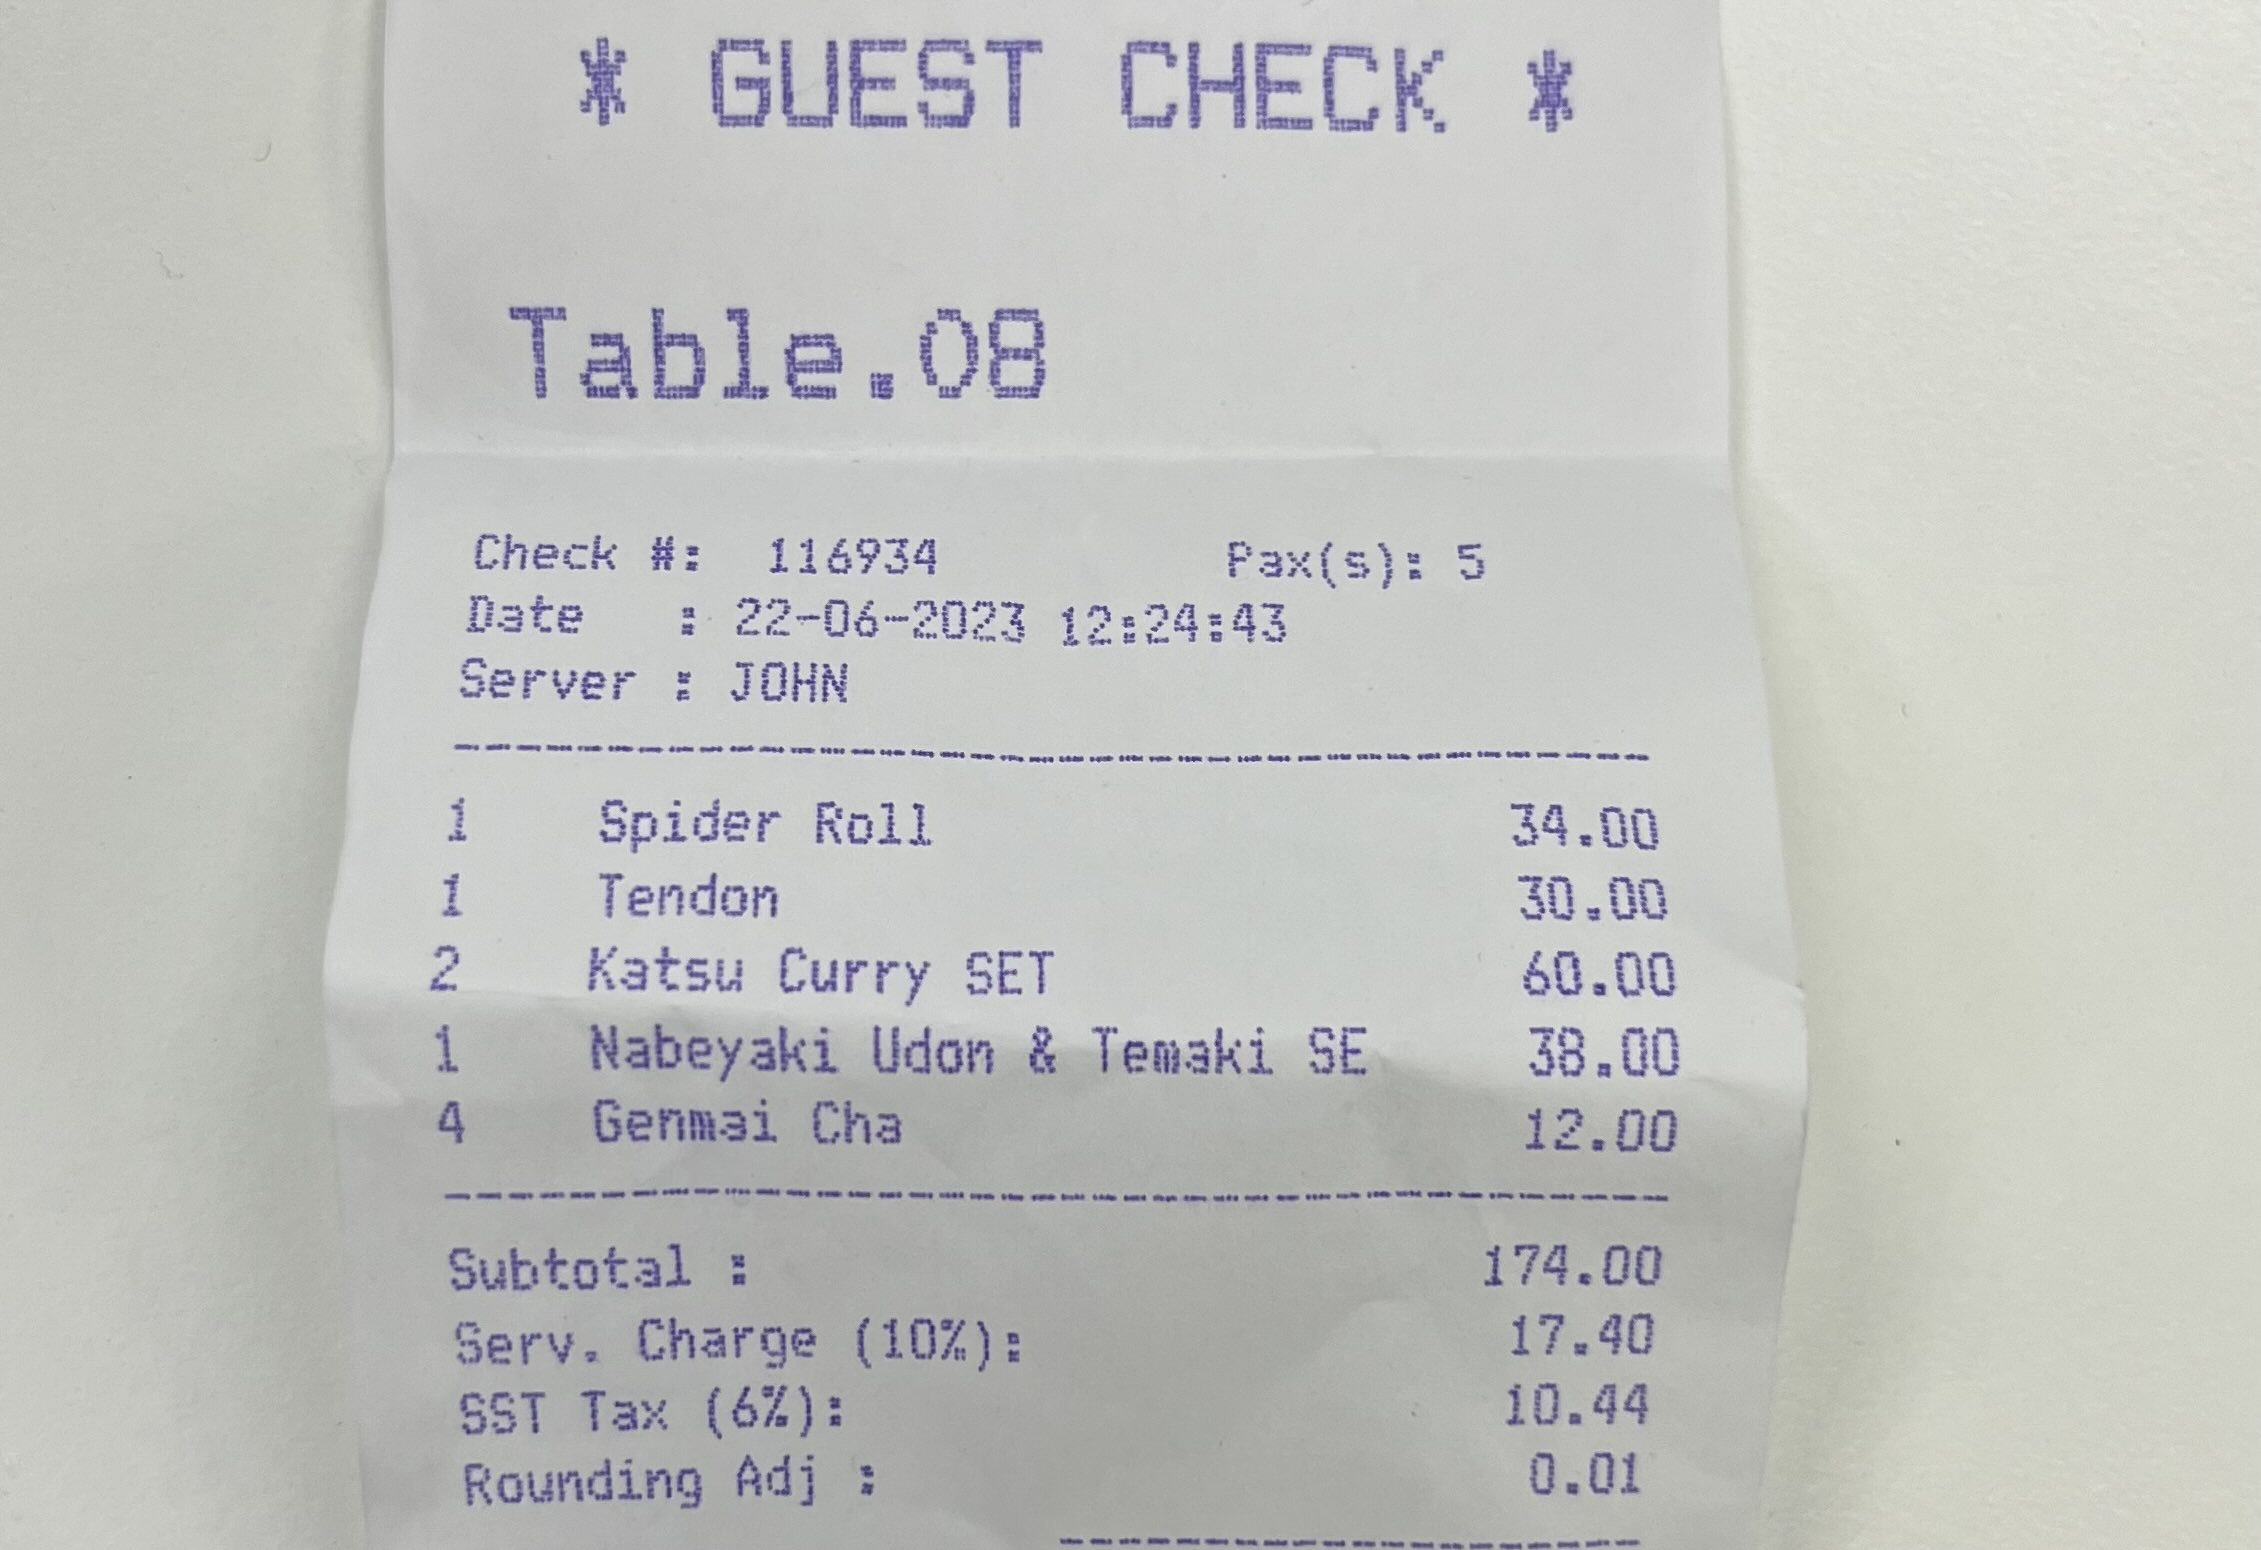 * GUEST CHECK *
Table.08
Check #: 116934 Pax(s): 5
Date : 22-06-2023 12:24:43
Server : JOHN
1 Spider Roll 34.00
1 Tendon 30.00
2 Katsu Curry SET 60.00
1 Nabeyaki Udon & Temaki SE 38.00
4 Genmai Cha 12.00
Subtotal : 174.00
Serv. Charge (10%): 17.40
SST Tax (6%): 10.44
Rounding Adj : 0.01